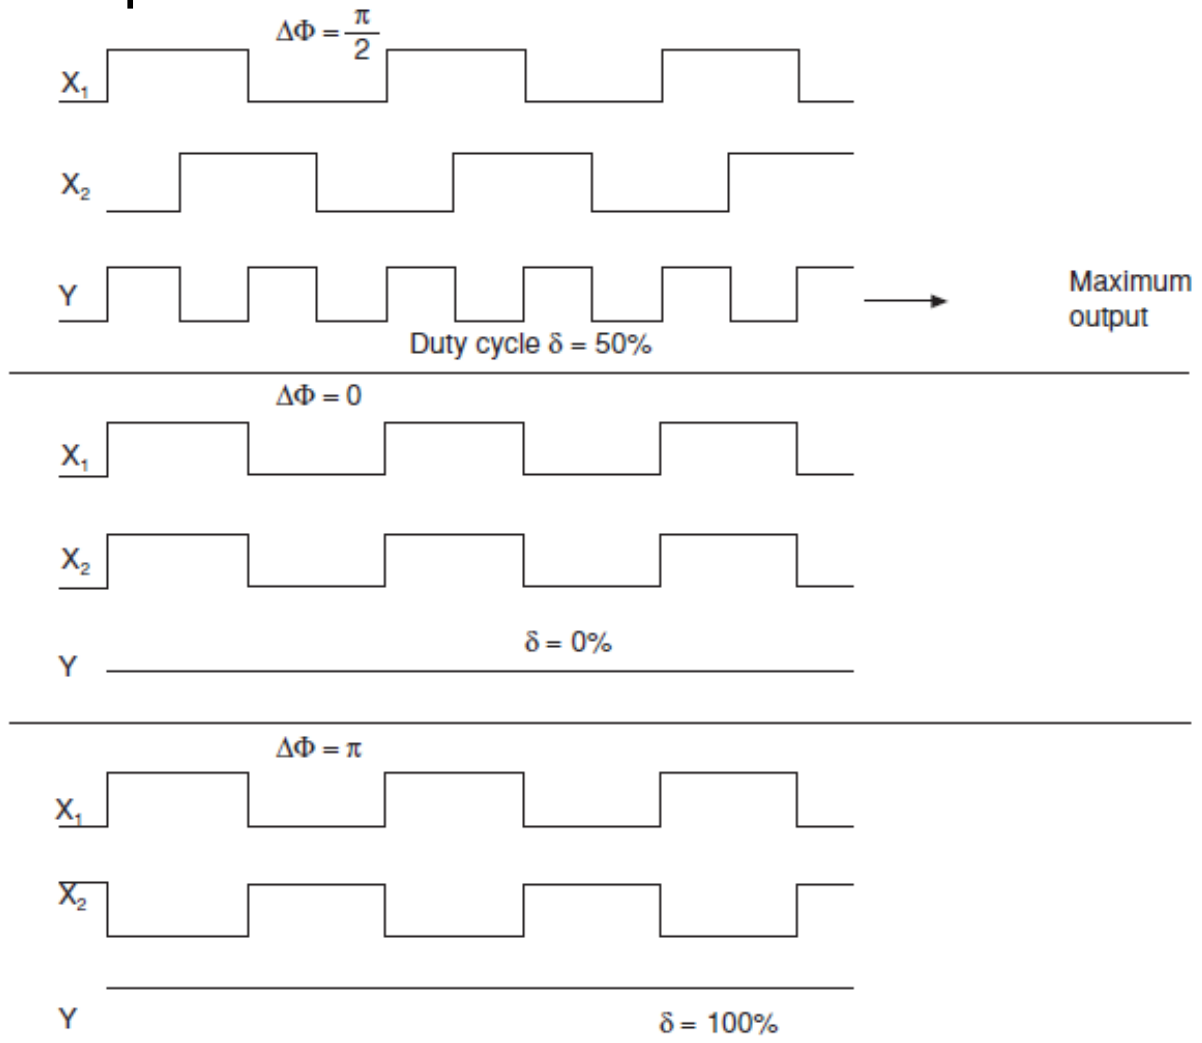 ΔΦ = π/2
X₁
X₂
Y
Maximum
output
Duty cycle δ = 50%
ΔΦ = 0
X₁
X₂
δ = 0%
Y
ΔΦ = π
X₁
X₂
Y
δ = 100%